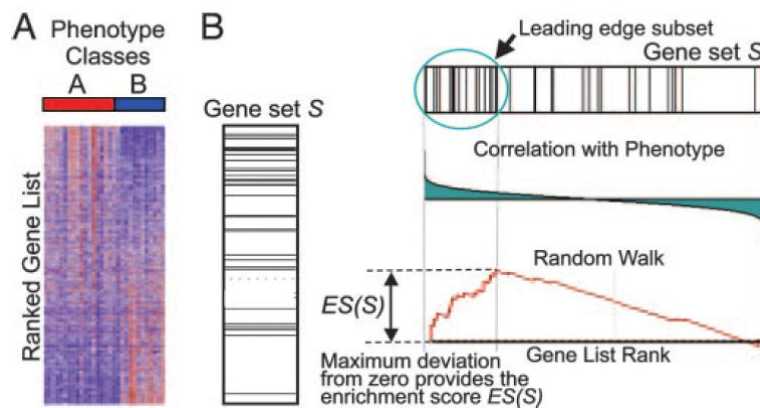 A
Phenotype
Classes
A B
Ranked Gene List
B
Gene set S
Leading edge subset
Gene set S
Correlation with Phenotype
Random Walk
ES(S)
Gene List Rank
Maximum deviation
from zero provides the
enrichment score ES(S)